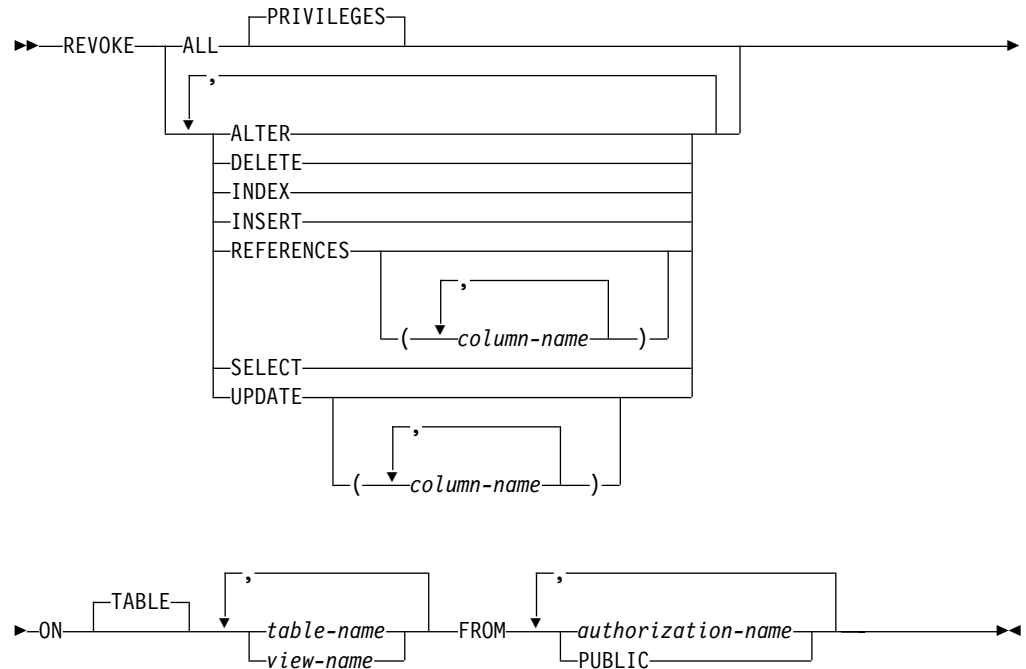 PRIVILEGES
REVOKE ALL
,
ALTER
DELETE
INDEX
INSERT
REFERENCES
,
( column-name )
SELECT
UPDATE
,
( column-name )
TABLE , ,
ON table-name FROM authorization-name
view-name PUBLIC